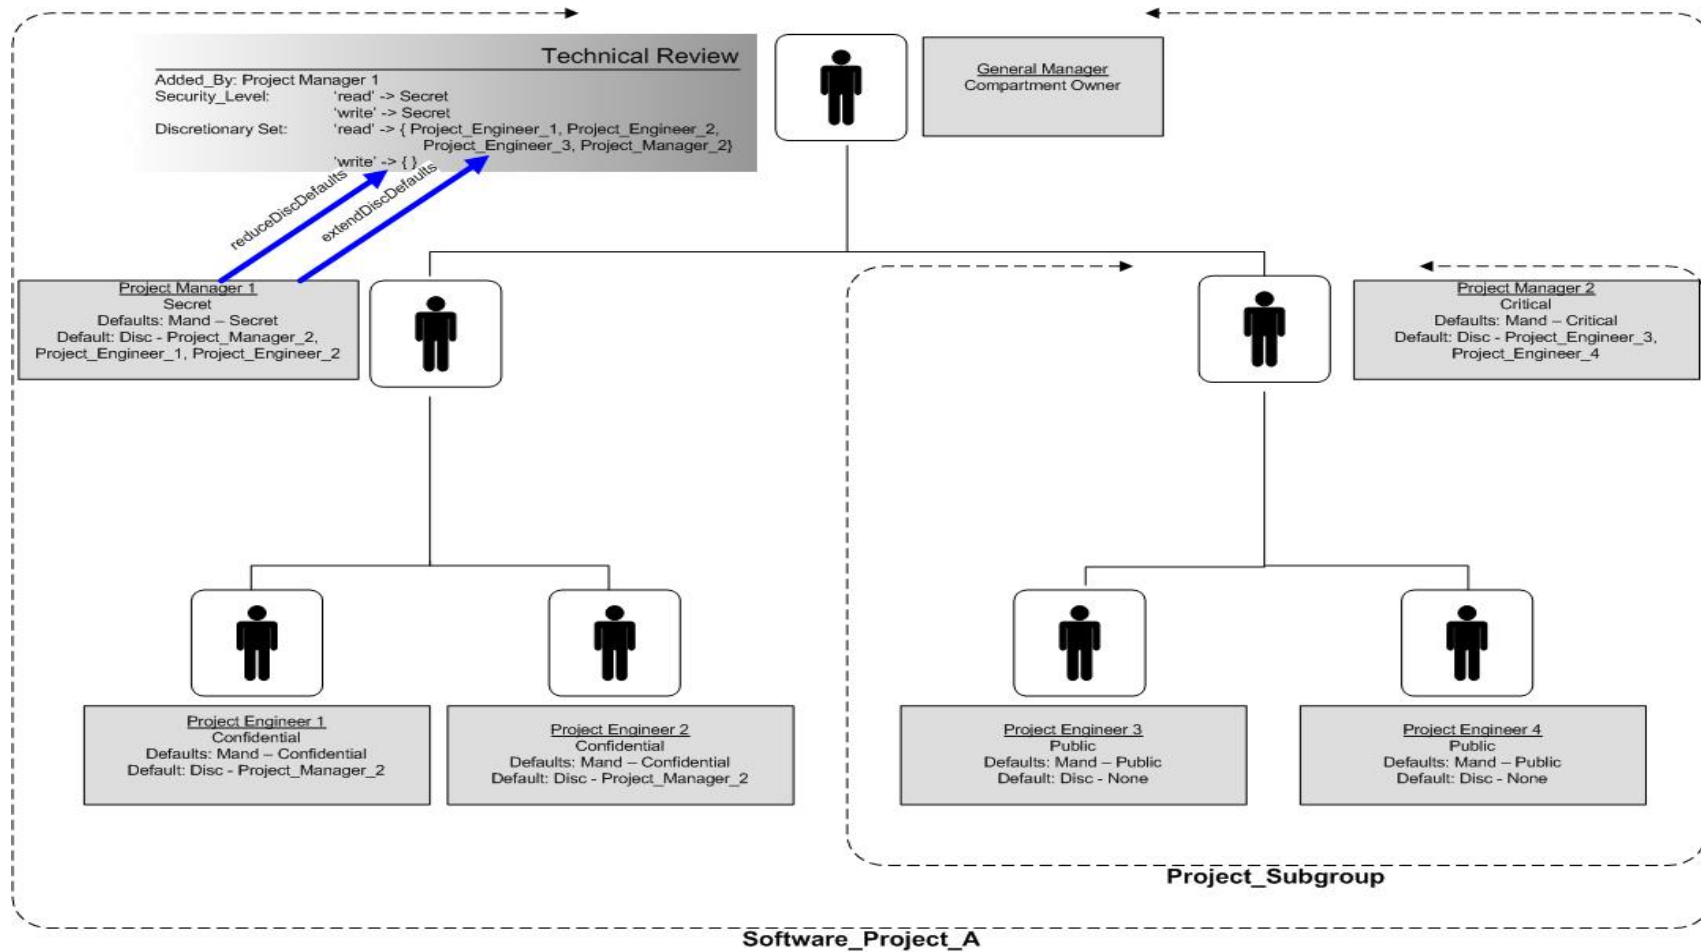 Technical Review
Added_By: Project Manager 1
Security_Level: 'read' -> Secret
'write' -> Secret
Discretionary Set: 'read' -> { Project_Engineer_1, Project_Engineer_2,
Project_Engineer_3, Project_Manager_2}
'write' -> { }
General Manager
Compartment Owner
reduceDiscDefaults
extendDiscDefaults
Project Manager 1
Secret
Defaults: Mand – Secret
Default: Disc - Project_Manager_2,
Project_Engineer_1, Project_Engineer_2
Project Manager 2
Critical
Defaults: Mand – Critical
Default: Disc - Project_Engineer_3,
Project_Engineer_4
Project Engineer 1
Confidential
Defaults: Mand – Confidential
Default: Disc - Project_Manager_2
Project Engineer 2
Confidential
Defaults: Mand – Confidential
Default: Disc - Project_Manager_2
Project Engineer 3
Public
Defaults: Mand – Public
Default: Disc - None
Project Engineer 4
Public
Defaults: Mand – Public
Default: Disc - None
Project_Subgroup
Software_Project_A